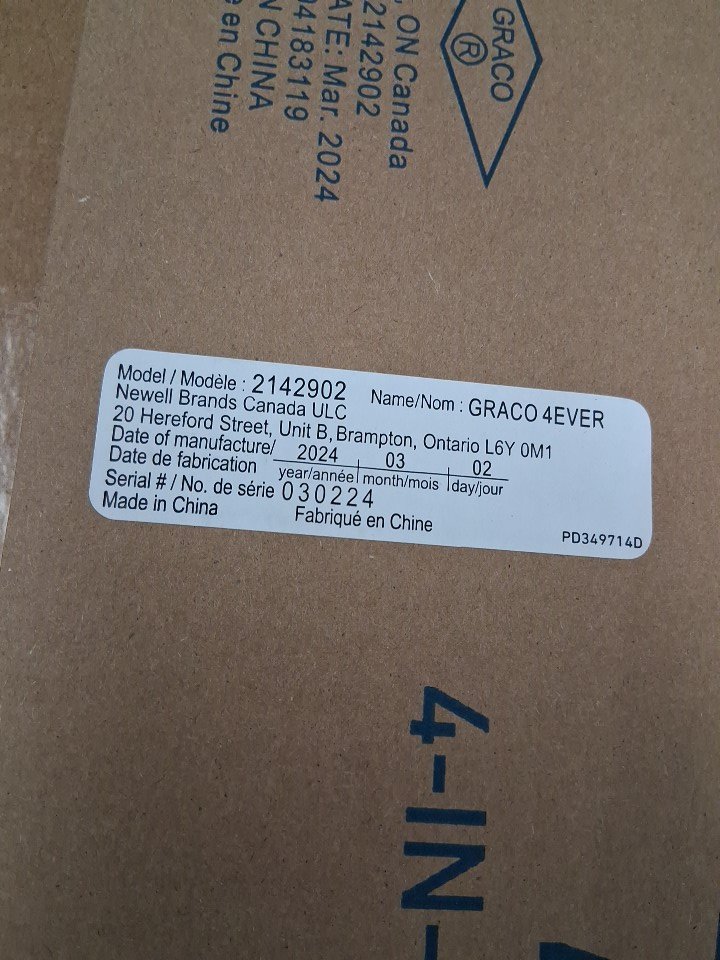 GRACO
®
, ON Canada
2142902
ATE: Mar. 2024
04183119
N CHINA
e en Chine
Model / Modèle : 2142902 Name/Nom : GRACO 4EVER
Newell Brands Canada ULC
20 Hereford Street, Unit B, Brampton, Ontario L6Y 0M1
Date of manufacture/ 2024 03 02
Date de fabrication year/année month/mois day/jour
Serial # / No. de série 030224
Made in China Fabriqué en Chine
PD349714D
4-IN-